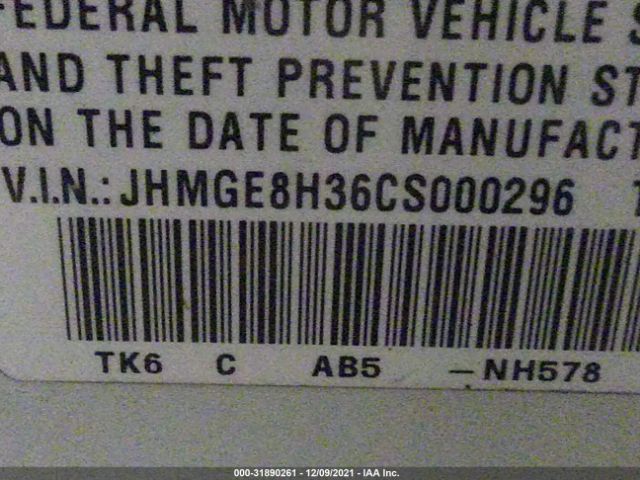 FEDERAL MOTOR VEHICLE S
AND THEFT PREVENTION ST
ON THE DATE OF MANUFACT
V.I.N.: JHMGE8H36CS000296
TK6 C AB5 -NH578
000-31890261 - 12/09/2021 - IAA Inc.